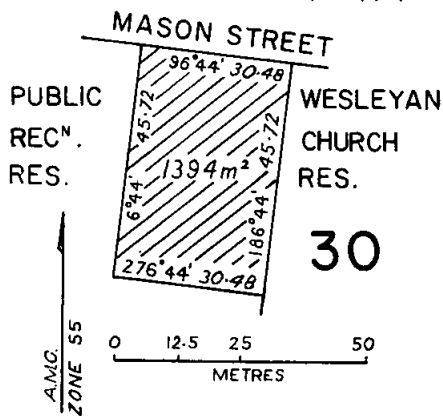 MASON STREET
96°44' 30·48
PUBLIC
RECᴺ.
RES.
45·72
6°44'
1394m²
45·72
186°44'
WESLEYAN
CHURCH
RES.
30
276°44' 30·48
A.M.G.
ZONE 55
0 12·5 25 50
METRES